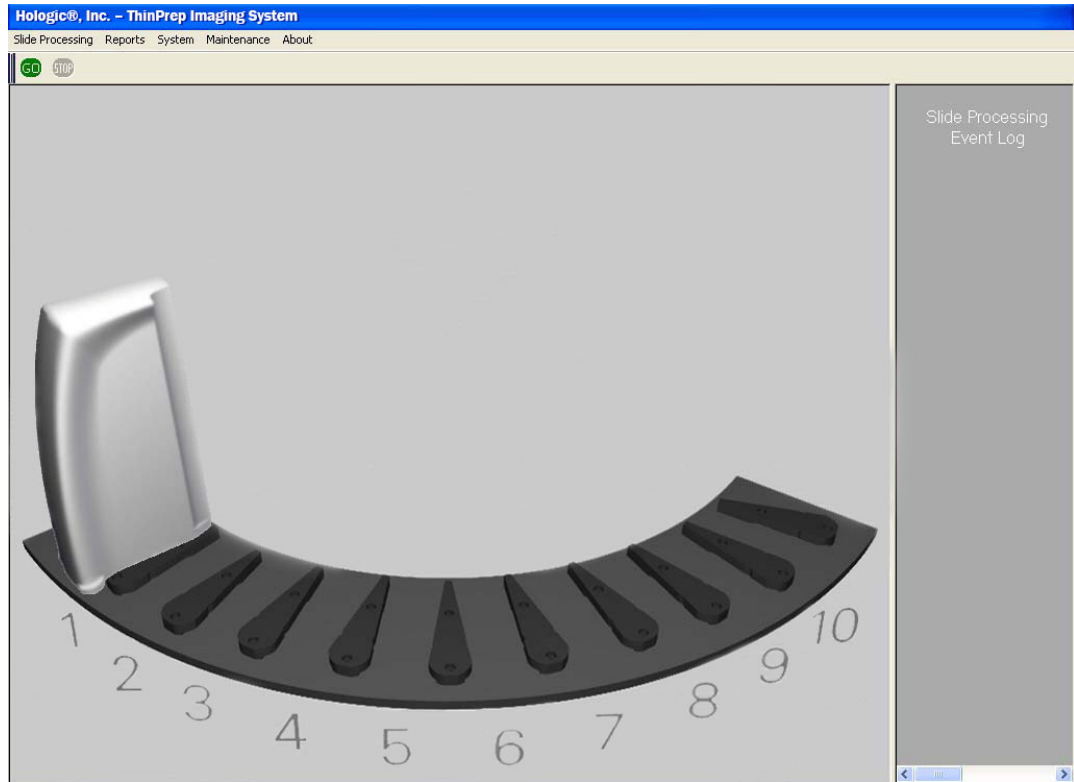 Hologic®, Inc. – ThinPrep Imaging System
Slide Processing Reports System Maintenance About
GO STOP
Slide Processing
Event Log
1
2
3
4
5
6
7
8
9
10